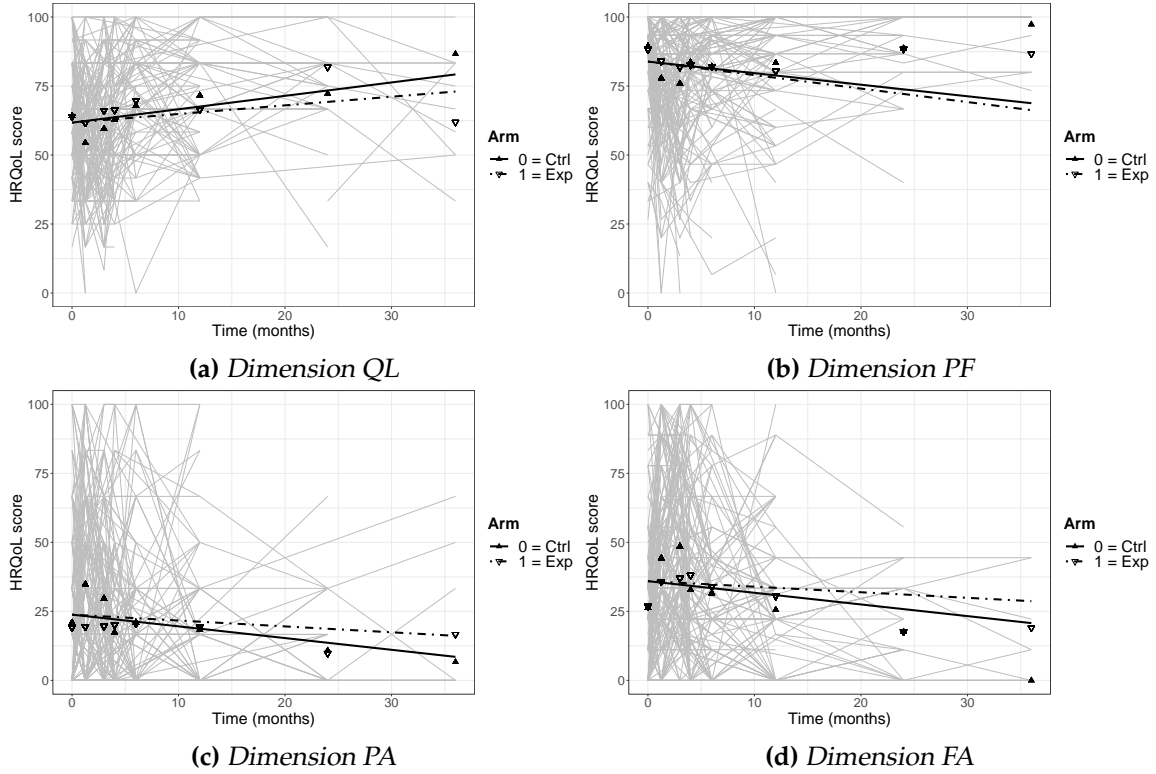 100
75
50
25
0
HRQoL score
0 10 20 30
Time (months)
Arm
0 = Ctrl
1 = Exp
(a) Dimension QL
100
75
50
25
0
HRQoL score
0 10 20 30
Time (months)
Arm
0 = Ctrl
1 = Exp
(b) Dimension PF
100
75
50
25
0
HRQoL score
0 10 20 30
Time (months)
Arm
0 = Ctrl
1 = Exp
(c) Dimension PA
100
75
50
25
0
HRQoL score
0 10 20 30
Time (months)
Arm
0 = Ctrl
1 = Exp
(d) Dimension FA